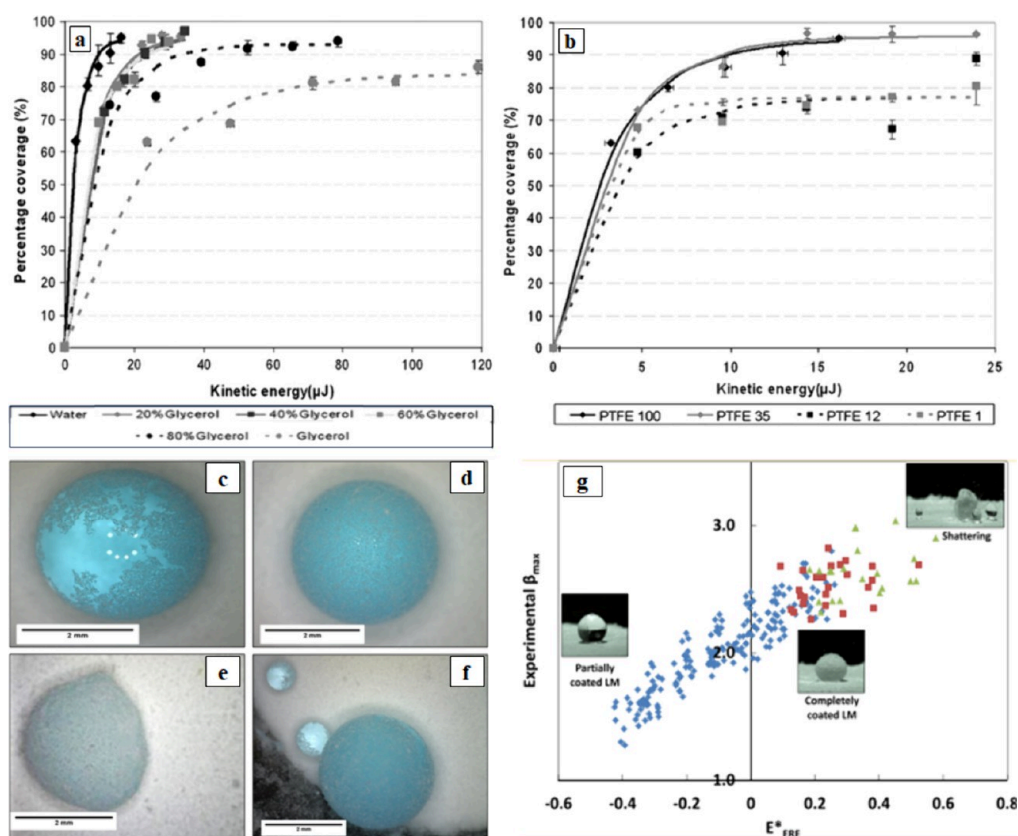 a
Percentage coverage (%)
100
90
80
70
60
50
40
30
20
10
0
0 20 40 60 80 100 120
Kinetic energy(µJ)
Water 20%Glycerol 40%Glycerol 60%Glycerol
80%Glycerol Glycerol
b
Percentage coverage (%)
100
90
80
70
60
50
40
30
20
10
0
0 5 10 15 20 25
Kinetic energy(µJ)
PTFE 100 PTFE 35 PTFE 12 PTFE 1
c
2 mm
d
2 mm
e
2 mm
f
2 mm
g
Experimental βmax
3.0
2.0
1.0
Shattering
Partially
coated LM
Completely
coated LM
-0.6 -0.4 -0.2 0 0.2 0.4 0.6 0.8
E*FRE